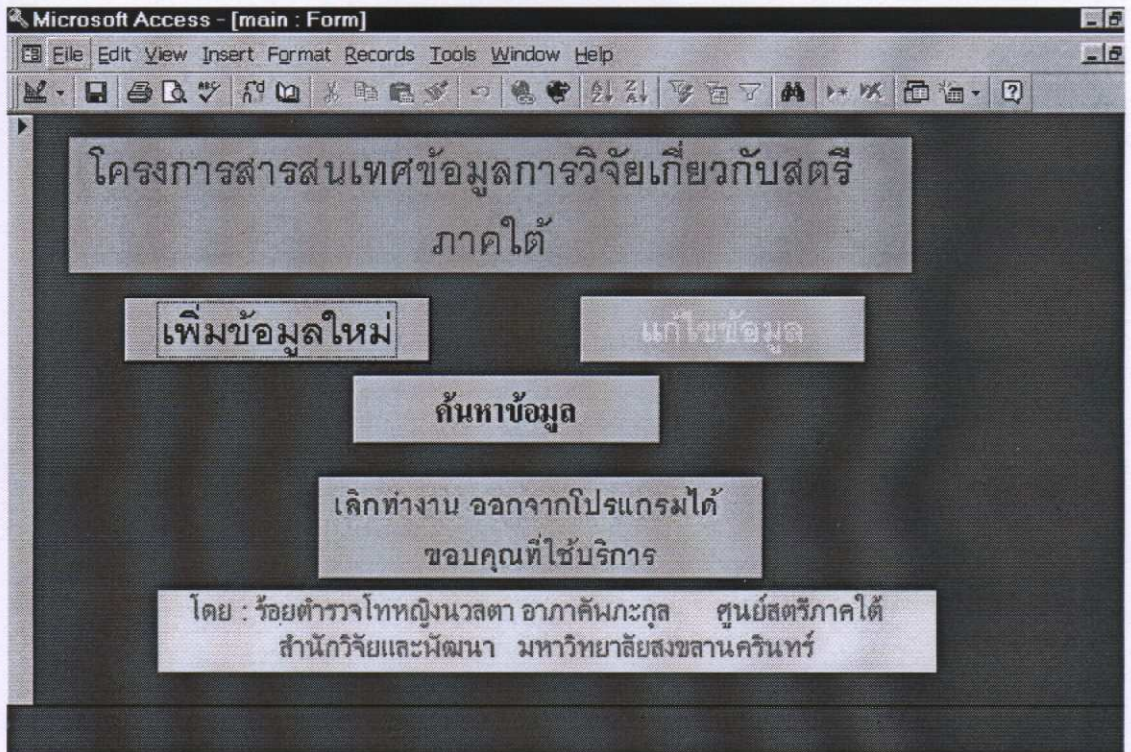 Microsoft Access - [main : Form]
File Edit View Insert Format Records Tools Window Help
โครงการสารสนเทศข้อมูลการวิจัยเกี่ยวกับสตรี
ภาคใต้
เพิ่มข้อมูลใหม่
แก้ไขข้อมูล
ค้นหาข้อมูล
เลิกทำงาน ออกจากโปรแกรมได้
ขอบคุณที่ใช้บริการ
โดย : ร้อยตำรวจโทหญิงนวลตา อาภาคัพภะกุล ศูนย์สตรีภาคใต้
สำนักวิจัยและพัฒนา มหาวิทยาลัยสงขลานครินทร์